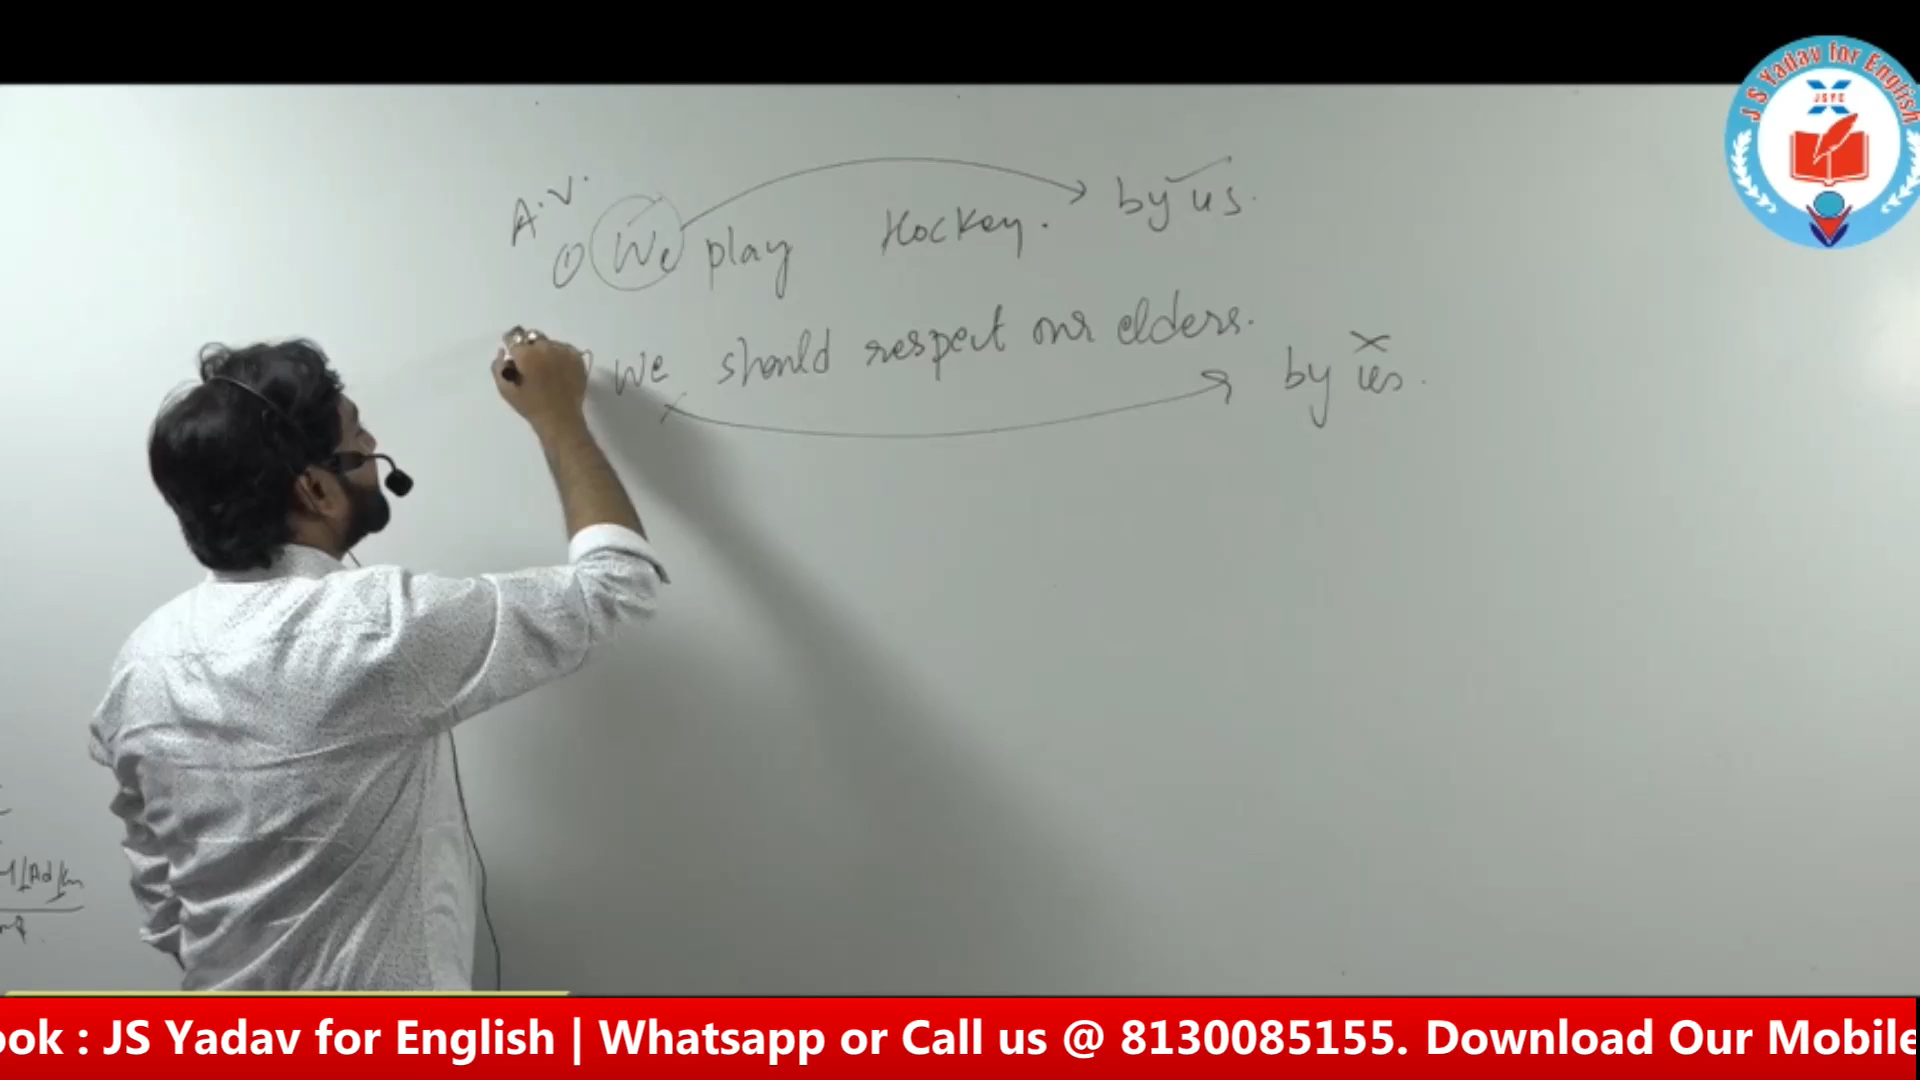 J S Yadav for English
JSYE
A.V.
① We play Hockey. by us.
We should respect our elders.
by us.
ook : JS Yadav for English | Whatsapp or Call us @ 8130085155. Download Our Mobile